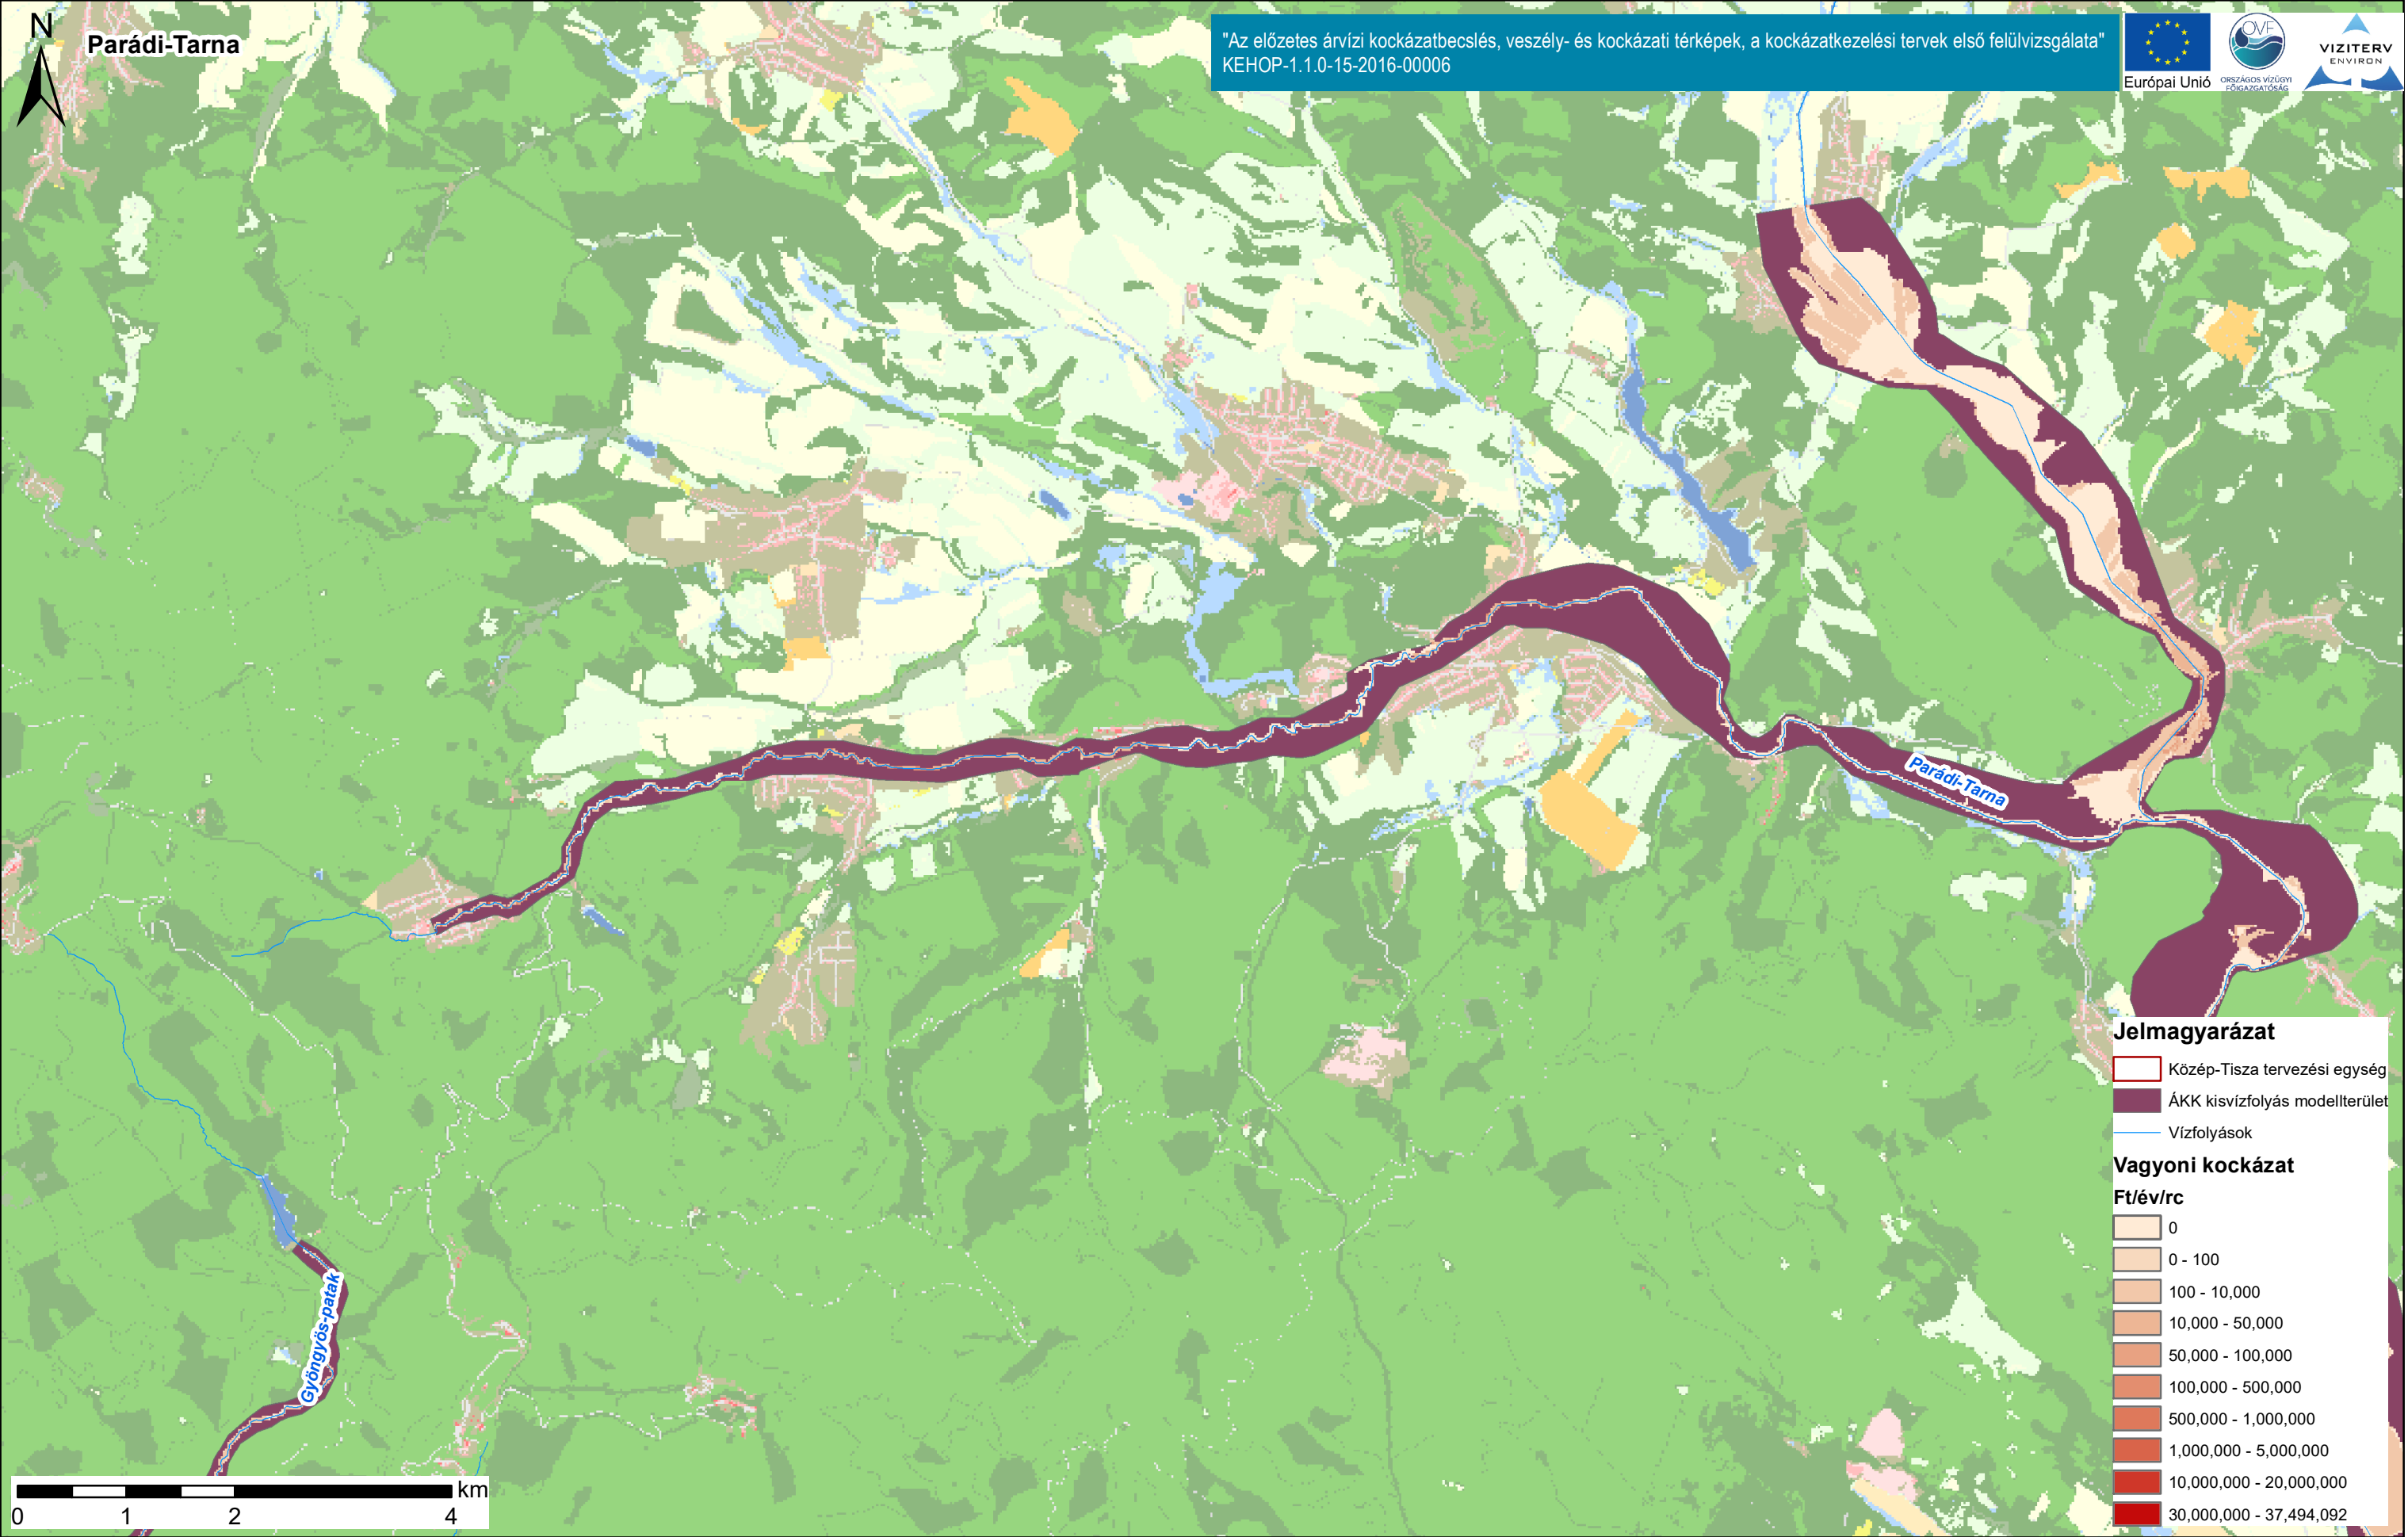 N
Parádi-Tarna
"Az előzetes árvízi kockázatbecslés, veszély- és kockázati térképek, a kockázatkezelési tervek első felülvizsgálata"
KEHOP-1.1.0-15-2016-00006
Európai Unió
OVF
ORSZÁGOS VÍZÜGYI
FŐIGAZGATÓSÁG
VIZITERV
ENVIRON
Parádi-Tarna
Gyöngyös-patak
Jelmagyarázat
Közép-Tisza tervezési egység
ÁKK kisvízfolyás modellterület
Vízfolyások
Vagyoni kockázat
Ft/év/rc
0
0 - 100
100 - 10,000
10,000 - 50,000
50,000 - 100,000
100,000 - 500,000
500,000 - 1,000,000
1,000,000 - 5,000,000
10,000,000 - 20,000,000
30,000,000 - 37,494,092
km
0 1 2 4